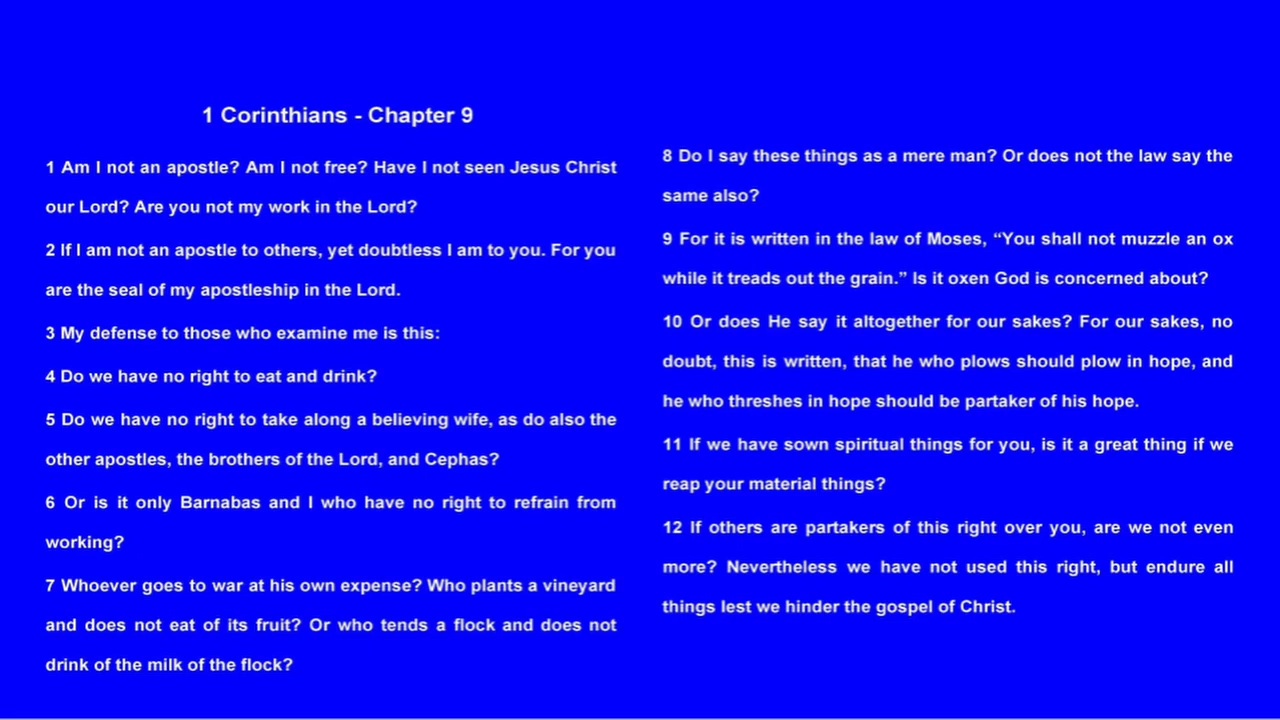 1 Corinthians - Chapter 9
1 Am I not an apostle? Am I not free? Have I not seen Jesus Christ
our Lord? Are you not my work in the Lord?
2 If I am not an apostle to others, yet doubtless I am to you. For you
are the seal of my apostleship in the Lord.
3 My defense to those who examine me is this:
4 Do we have no right to eat and drink?
5 Do we have no right to take along a believing wife, as do also the
other apostles, the brothers of the Lord, and Cephas?
6 Or is it only Barnabas and I who have no right to refrain from
working?
7 Whoever goes to war at his own expense? Who plants a vineyard
and does not eat of its fruit? Or who tends a flock and does not
drink of the milk of the flock?
8 Do I say these things as a mere man? Or does not the law say the
same also?
9 For it is written in the law of Moses, “You shall not muzzle an ox
while it treads out the grain.” Is it oxen God is concerned about?
10 Or does He say it altogether for our sakes? For our sakes, no
doubt, this is written, that he who plows should plow in hope, and
he who threshes in hope should be partaker of his hope.
11 If we have sown spiritual things for you, is it a great thing if we
reap your material things?
12 If others are partakers of this right over you, are we not even
more? Nevertheless we have not used this right, but endure all
things lest we hinder the gospel of Christ.